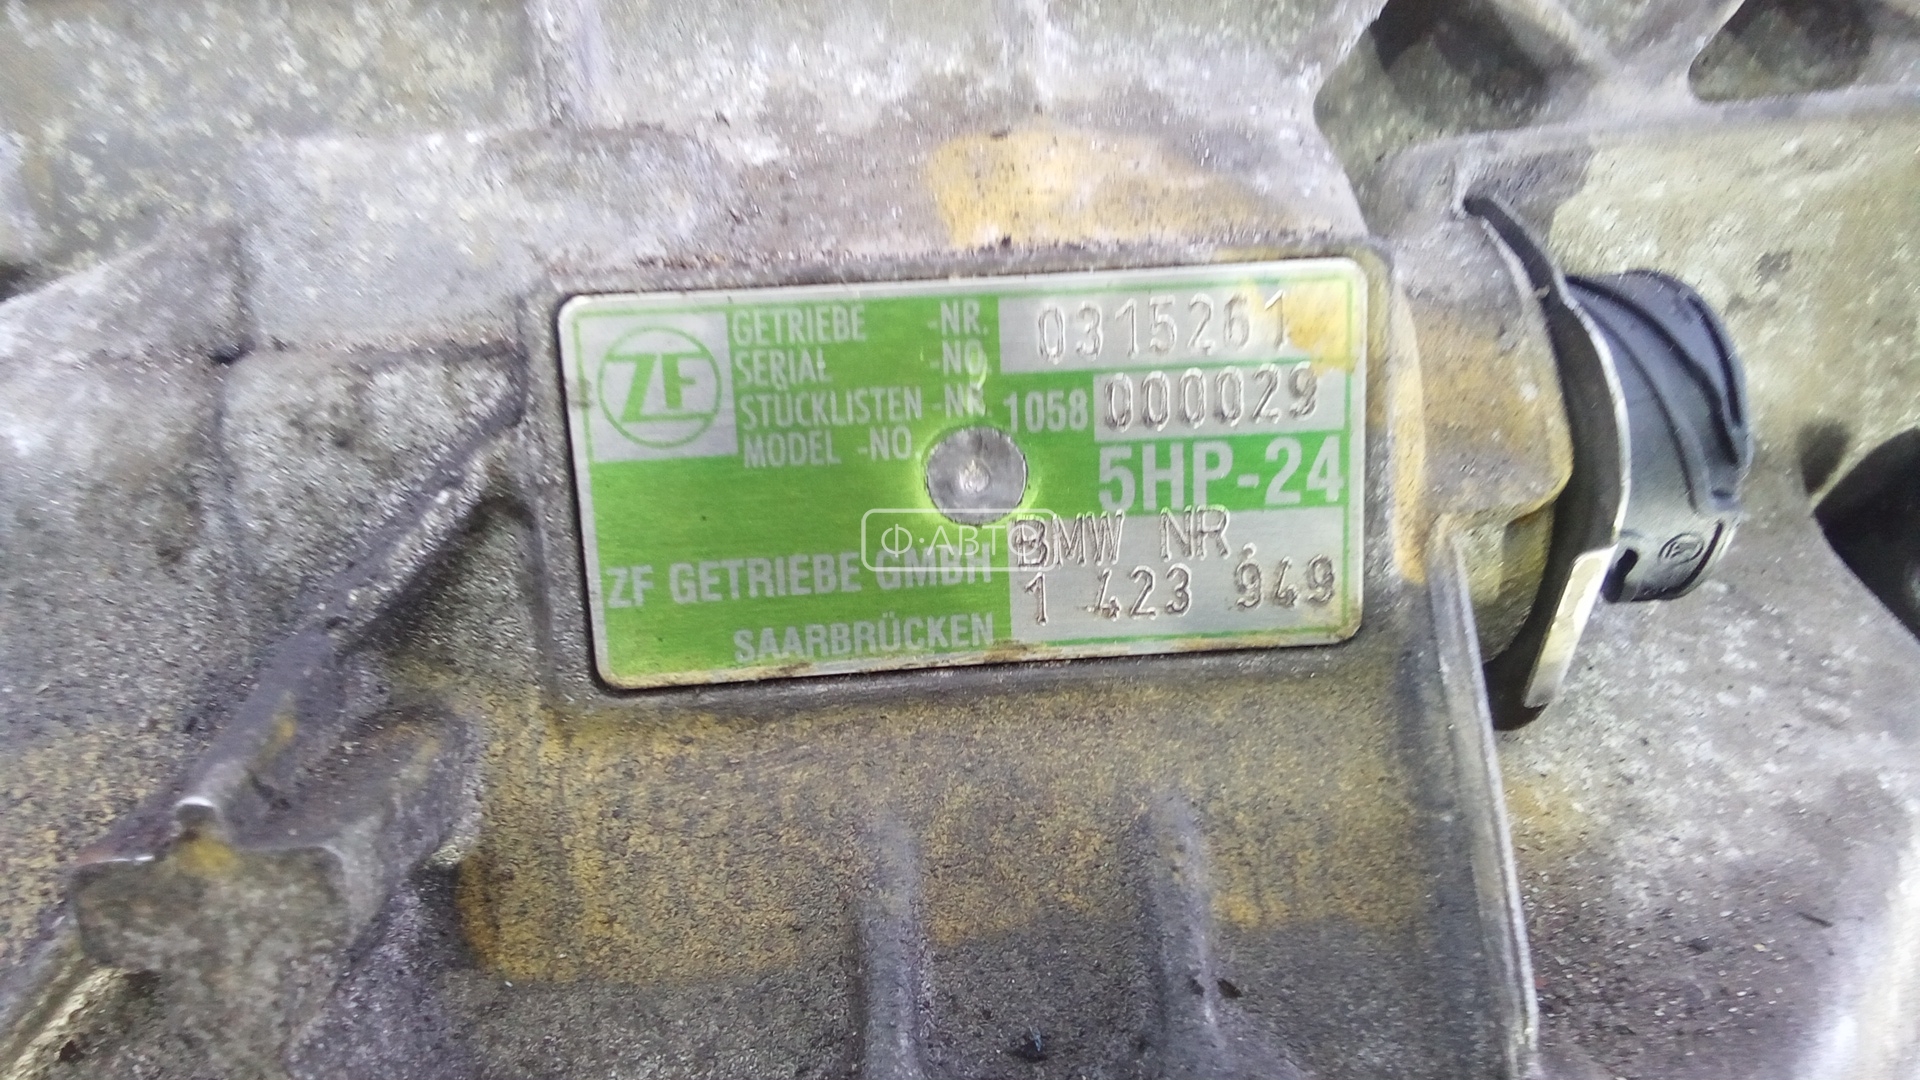 ZF
GETRIEBE -NR. 0315261
SERIAL -NO.
STÜCKLISTEN -NR. 1058 000029
MODEL -NO. 5HP-24
Ф·АВТО
BMW NR.
ZF GETRIEBE GMBH
1 423 949
SAARBRÜCKEN